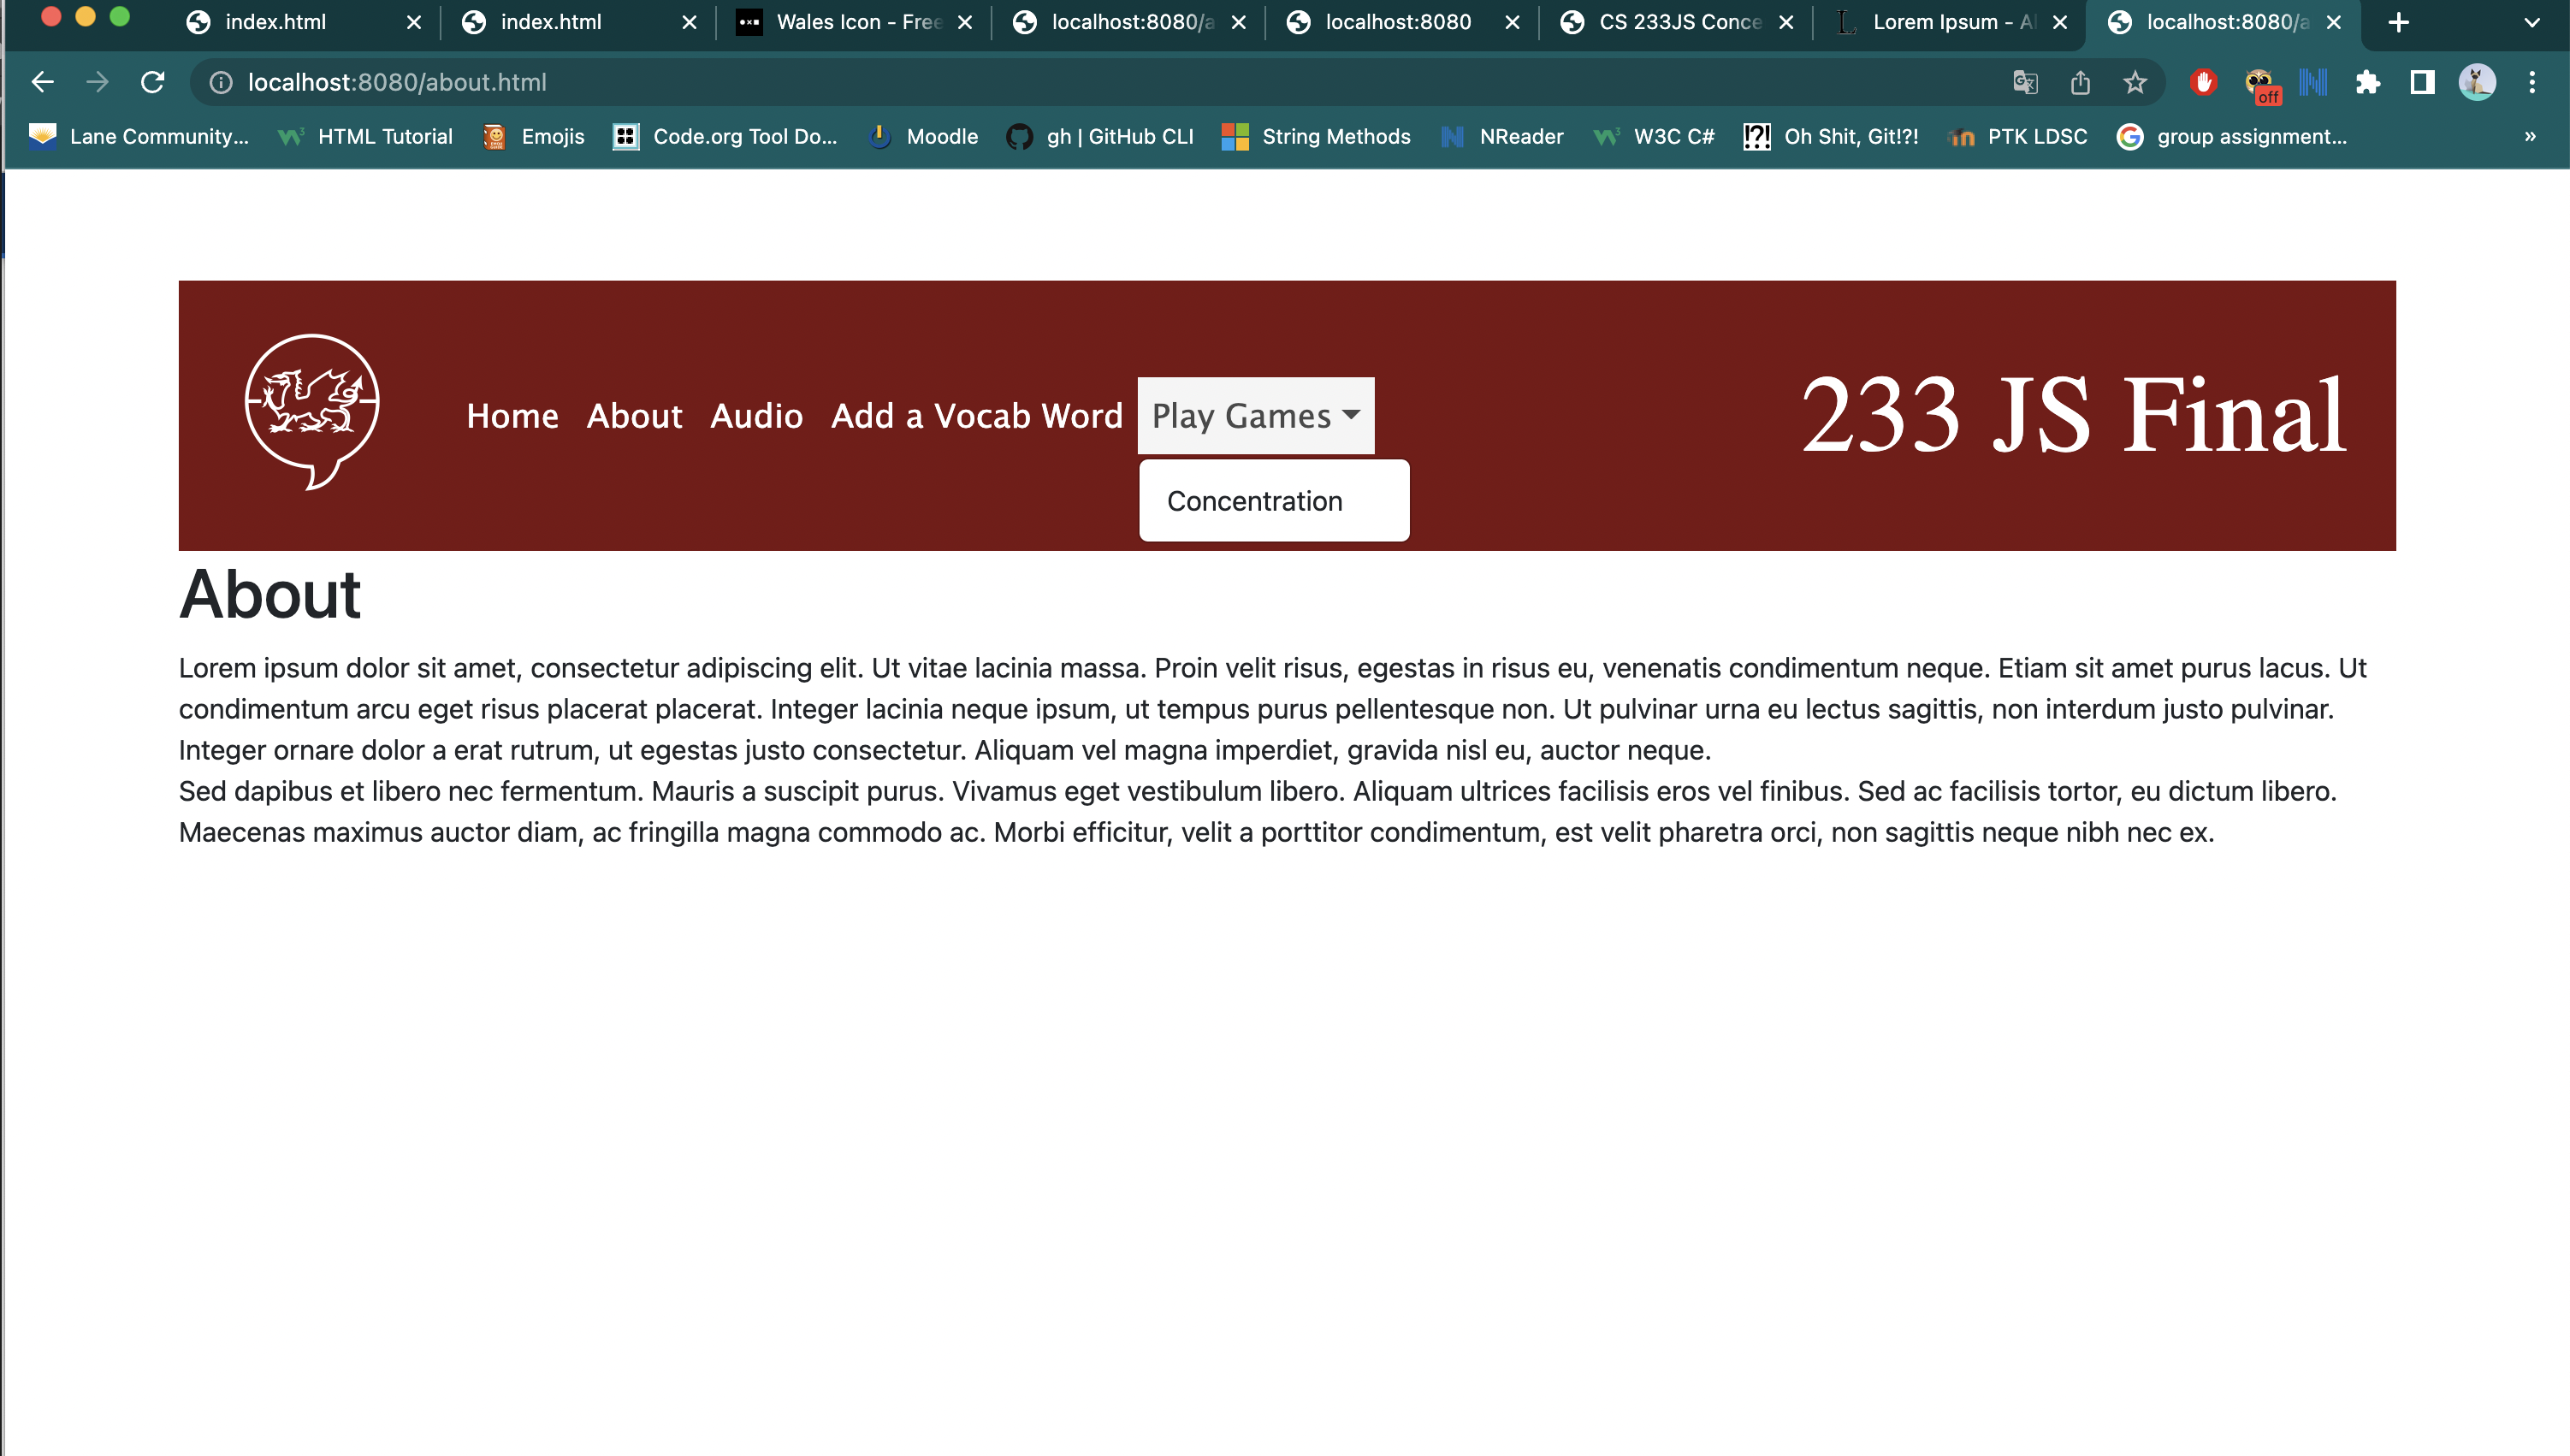 index.html
index.html
Wales Icon - Free
localhost:8080/a
localhost:8080
CS 233JS Conce
Lorem Ipsum - Al
localhost:8080/a
localhost:8080/about.html
off
Lane Community...
HTML Tutorial
Emojis
Code.org Tool Do...
Moodle
gh | GitHub CLI
String Methods
NReader
W3C C#
Oh Shit, Git!?!
PTK LDSC
group assignment...
»
Home
About
Audio
Add a Vocab Word
Play Games
233 JS Final
Concentration
About
Lorem ipsum dolor sit amet, consectetur adipiscing elit. Ut vitae lacinia massa. Proin velit risus, egestas in risus eu, venenatis condimentum neque. Etiam sit amet purus lacus. Ut
condimentum arcu eget risus placerat placerat. Integer lacinia neque ipsum, ut tempus purus pellentesque non. Ut pulvinar urna eu lectus sagittis, non interdum justo pulvinar.
Integer ornare dolor a erat rutrum, ut egestas justo consectetur. Aliquam vel magna imperdiet, gravida nisl eu, auctor neque.
Sed dapibus et libero nec fermentum. Mauris a suscipit purus. Vivamus eget vestibulum libero. Aliquam ultrices facilisis eros vel finibus. Sed ac facilisis tortor, eu dictum libero.
Maecenas maximus auctor diam, ac fringilla magna commodo ac. Morbi efficitur, velit a porttitor condimentum, est velit pharetra orci, non sagittis neque nibh nec ex.